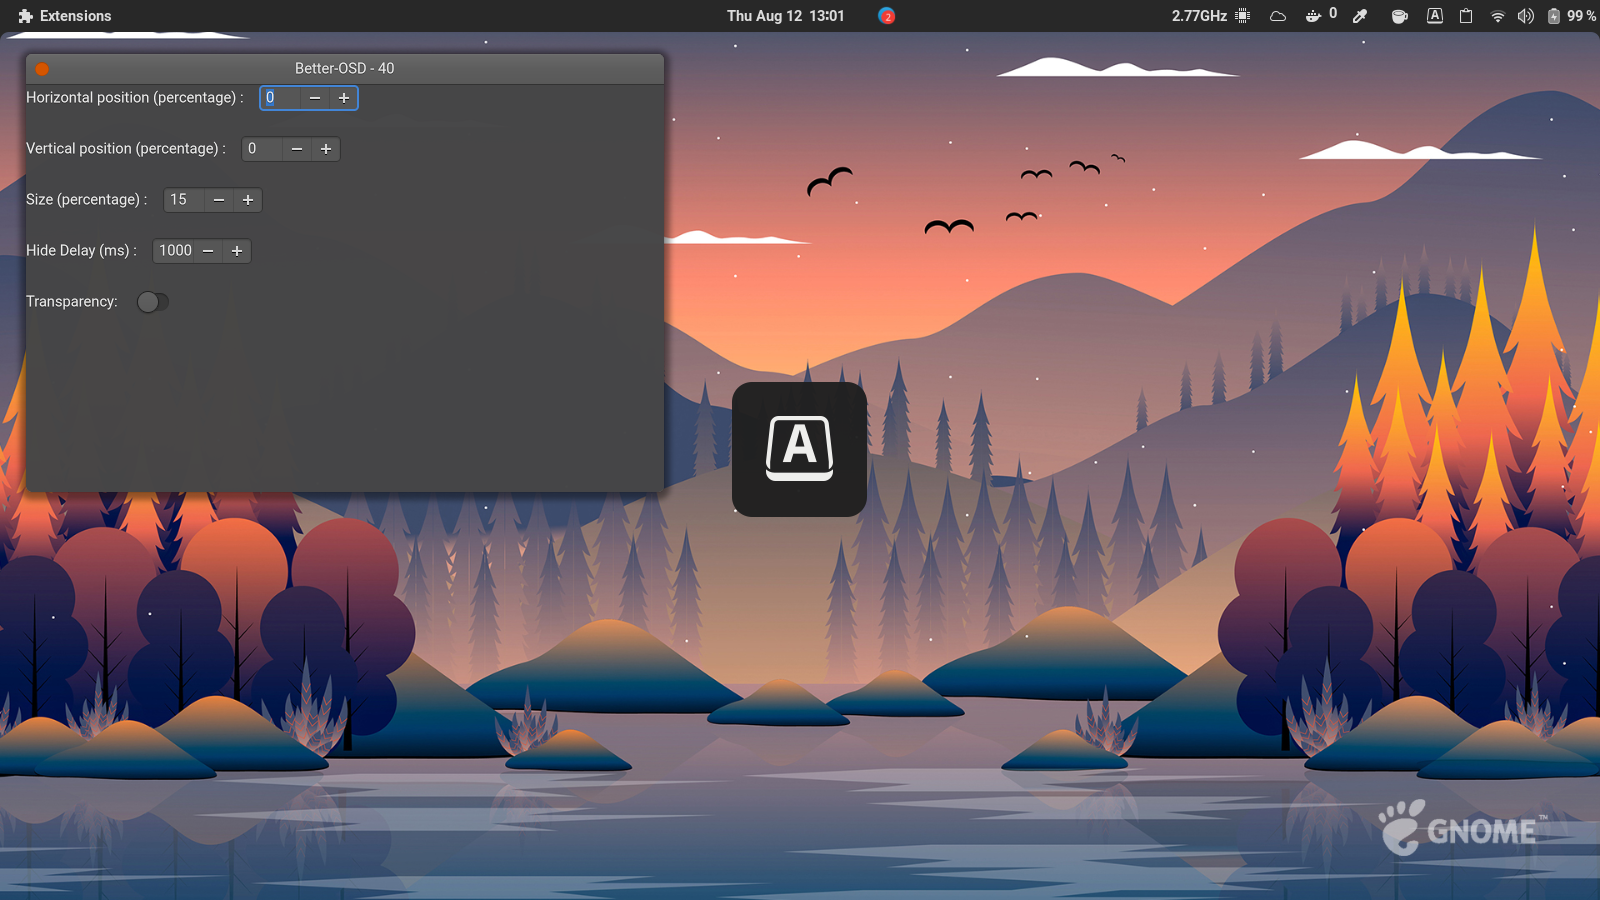 Extensions
Thu Aug 12 13:01
2
2.77GHz
0
A
99 %
Better-OSD - 40
Horizontal position (percentage) : 0 − +
Vertical position (percentage) : 0 − +
Size (percentage) : 15 − +
Hide Delay (ms) : 1000 − +
Transparency:
A
GNOME™